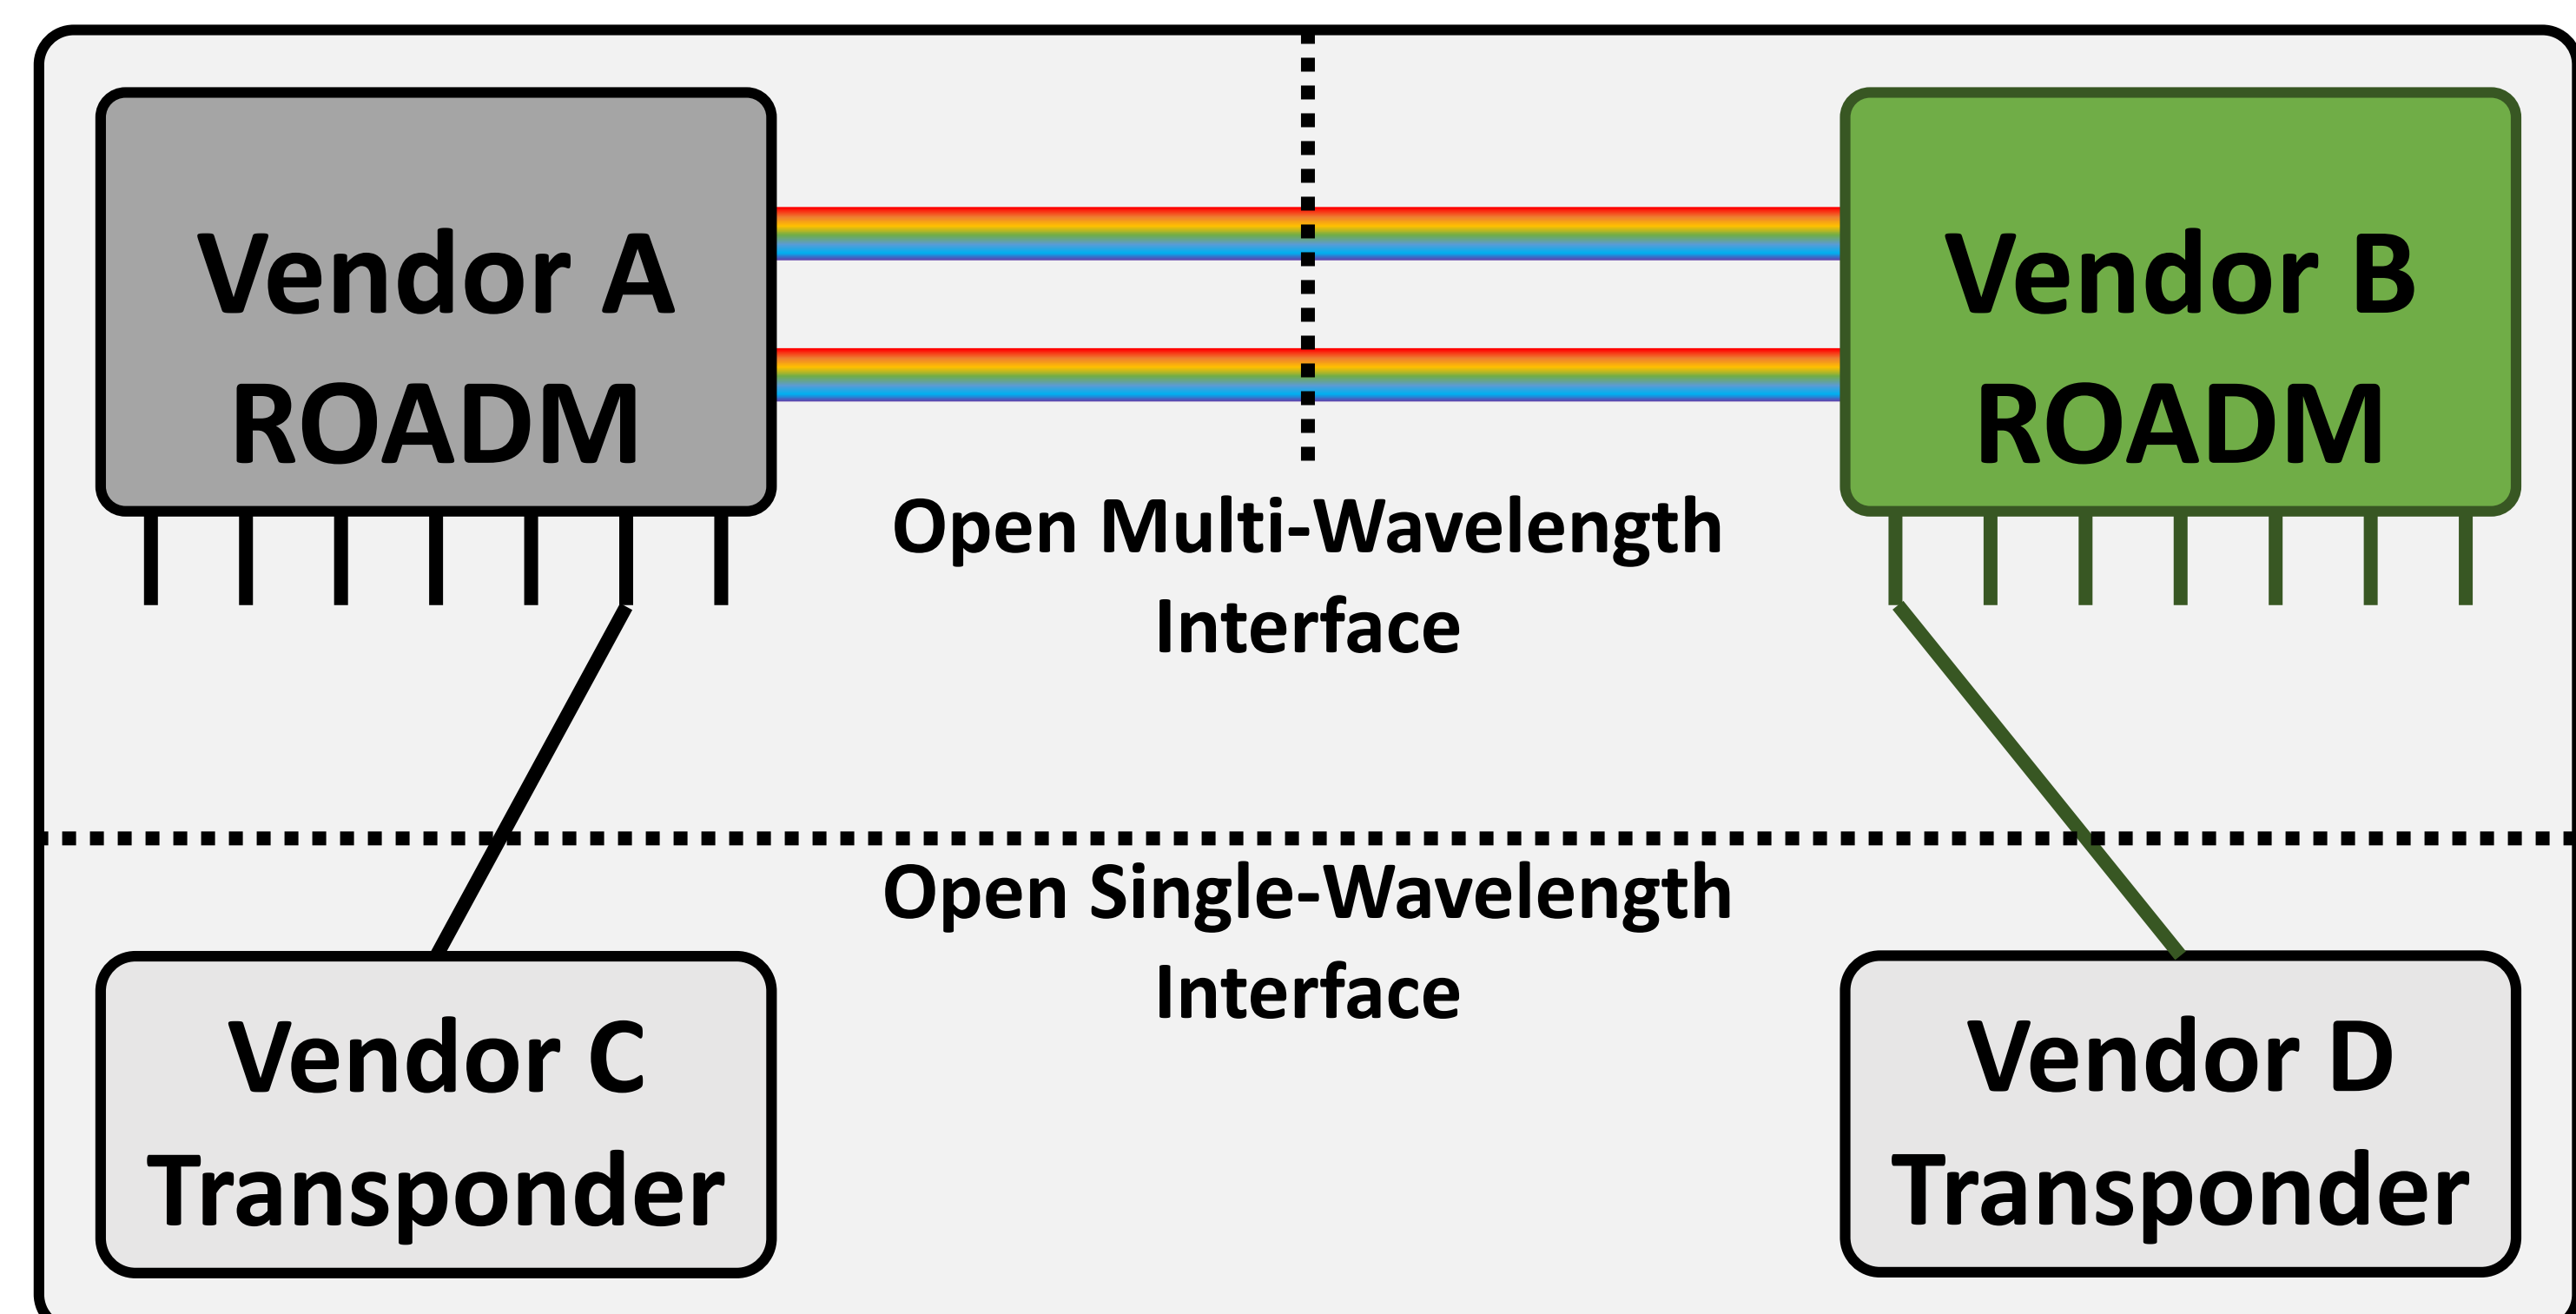 Vendor A
ROADM
Vendor B
ROADM
Open Multi-Wavelength
Interface
Open Single-Wavelength
Interface
Vendor C
Transponder
Vendor D
Transponder